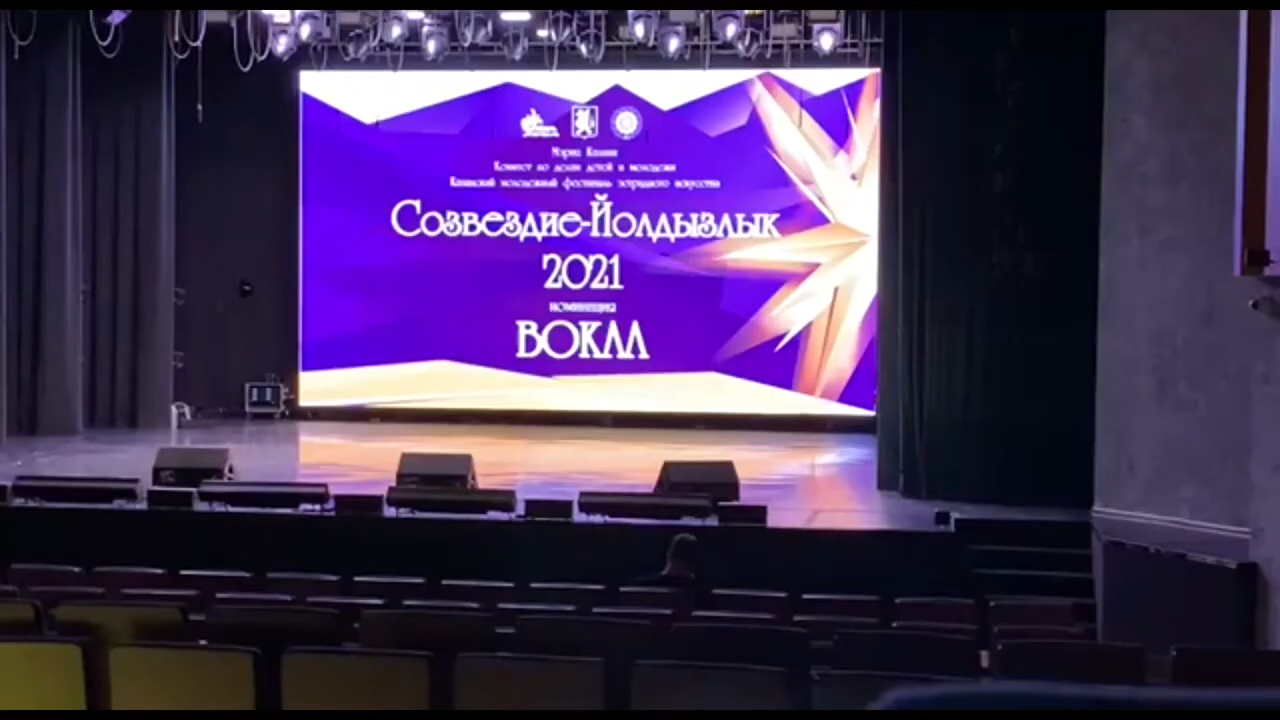 Мэрия Казани
Комитет по делам детей и молодежи
Казанский молодежный фестиваль эстрадного искусства
Созвездие-Йолдызлык
2021
номинация
ВОКАЛ